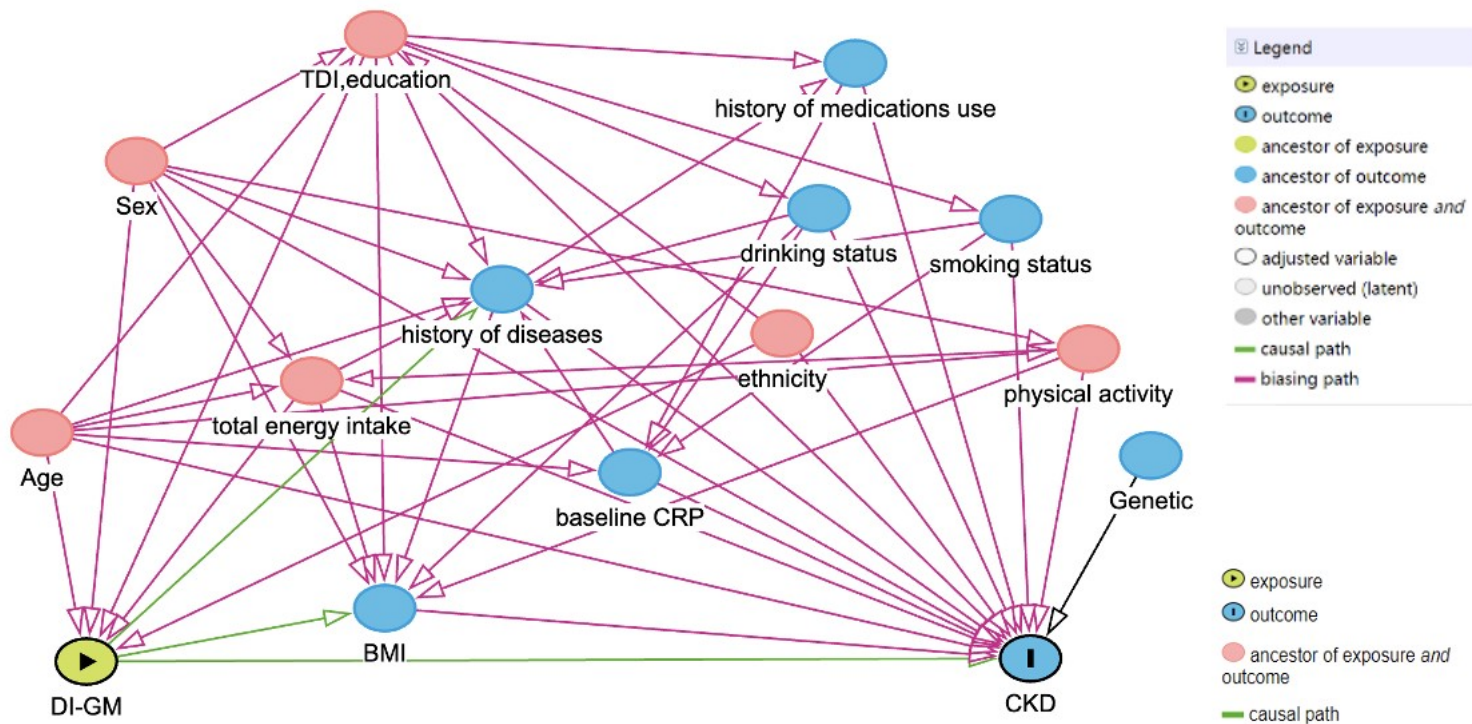 TDI,education
history of medications use
Sex
drinking status
smoking status
history of diseases
ethnicity
physical activity
total energy intake
Age
baseline CRP
Genetic
BMI
DI-GM
CKD
Legend
exposure
outcome
ancestor of exposure
ancestor of outcome
ancestor of exposure and
outcome
adjusted variable
unobserved (latent)
other variable
causal path
biasing path
exposure
outcome
ancestor of exposure and
outcome
causal path